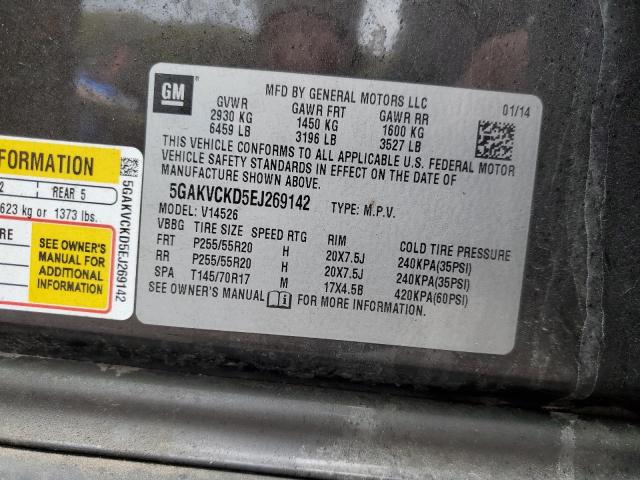 GM
MFD BY GENERAL MOTORS LLC
01/14
GVWR GAWR FRT GAWR RR
2930 KG 1450 KG 1600 KG
6459 LB 3196 LB 3527 LB
THIS VEHICLE CONFORMS TO ALL APPLICABLE U.S. FEDERAL MOTOR
VEHICLE SAFETY STANDARDS IN EFFECT ON THE DATE OF
MANUFACTURE SHOWN ABOVE.
5GAKVCKD5EJ269142 TYPE: M.P.V.
MODEL: V14526
VBBG TIRE SIZE SPEED RTG RIM COLD TIRE PRESSURE
FRT P255/55R20 H 20X7.5J 240KPA(35PSI)
RR P255/55R20 H 20X7.5J 240KPA(35PSI)
SPA T145/70R17 M 17X4.5B 420KPA(60PSI)
SEE OWNER'S MANUAL FOR MORE INFORMATION.
FORMATION
2 REAR 5
623 kg or 1373 lbs.
RE
SEE OWNER'S
MANUAL FOR
ADDITIONAL
INFORMATION
5GAKVCKD5EJ269142